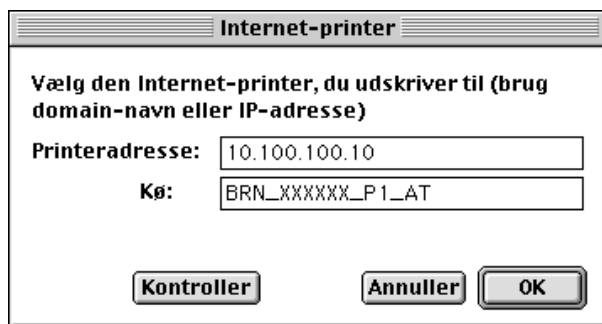 Internet-printer
Vælg den Internet-printer, du udskriver til (brug
domain-navn eller IP-adresse)
Printeradresse: 10.100.100.10
Kø: BRN_XXXXXX_P1_AT
Kontroller Annuller OK